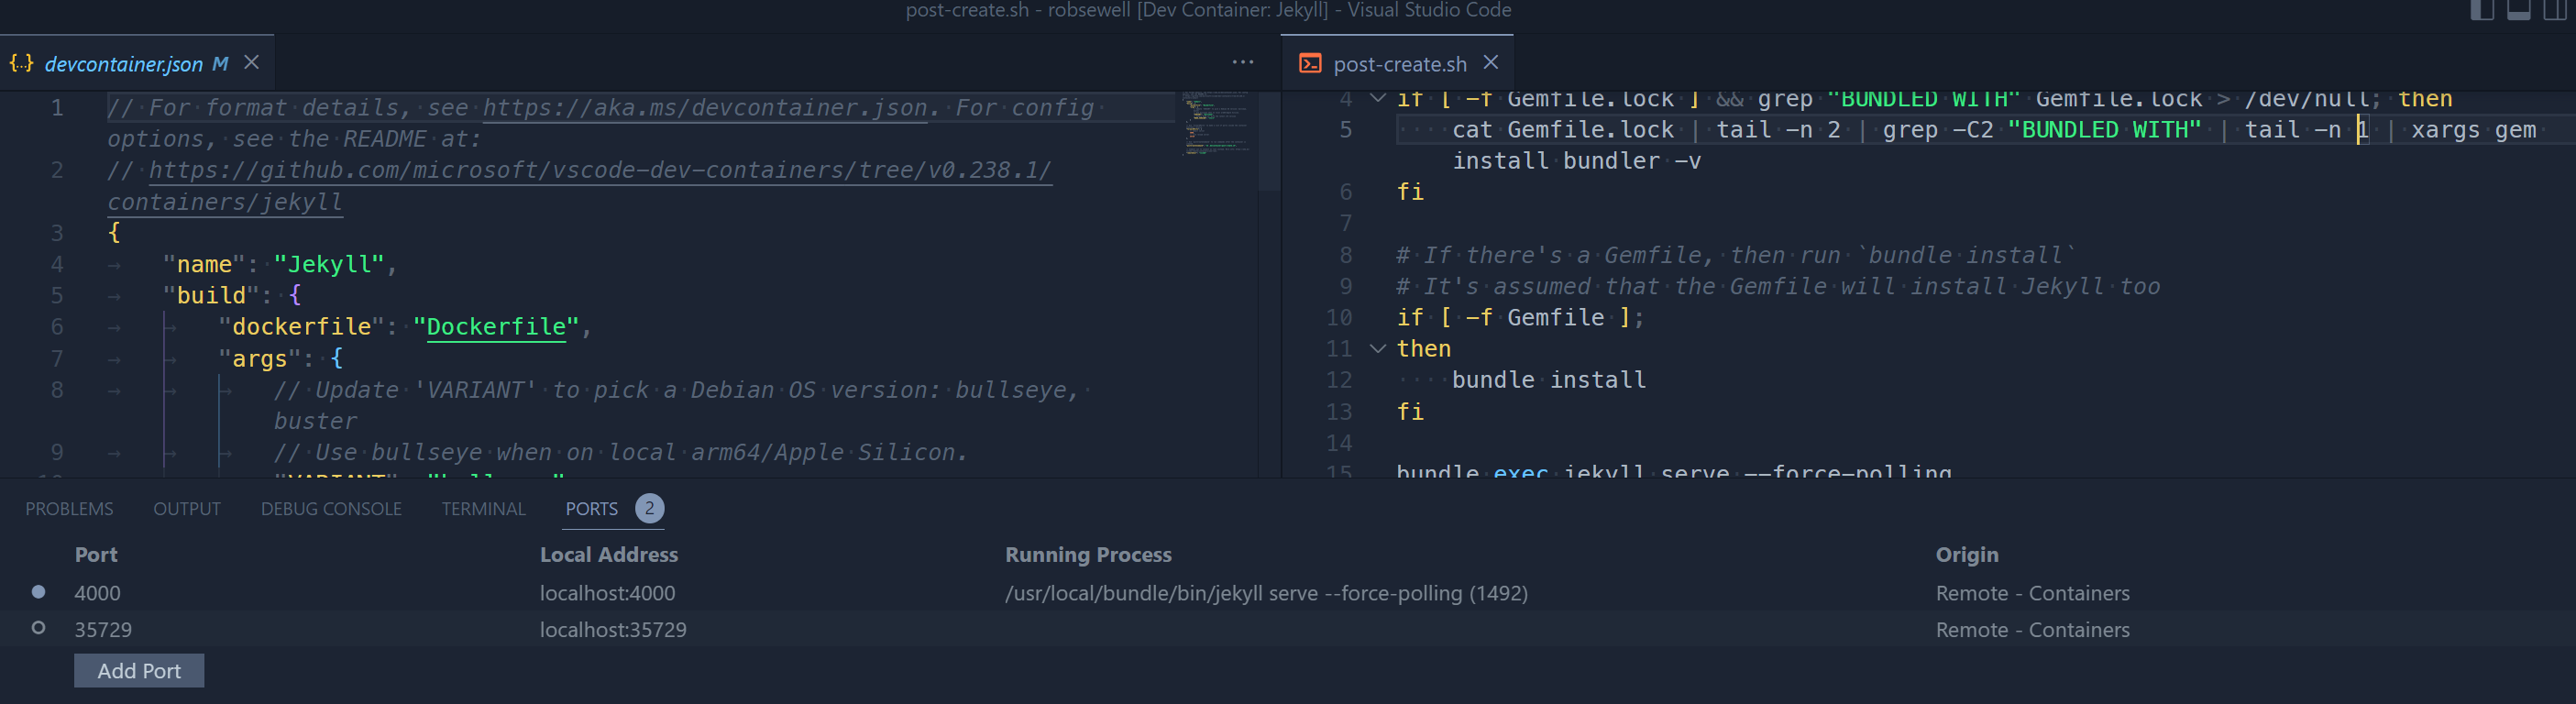 post-create.sh - robsewell [Dev Container: Jekyll] - Visual Studio Code
devcontainer.json M
1 // For format details, see https://aka.ms/devcontainer.json. For config
options, see the README at:
2 // https://github.com/microsoft/vscode-dev-containers/tree/v0.238.1/
containers/jekyll
3 {
4 "name": "Jekyll",
5 "build": {
6 "dockerfile": "Dockerfile",
7 "args": {
8 // Update 'VARIANT' to pick a Debian OS version: bullseye,
buster
9 // Use bullseye when on local arm64/Apple Silicon.
post-create.sh
4 if [ -f Gemfile.lock ] && grep "BUNDLED WITH" Gemfile.lock > /dev/null; then
5 cat Gemfile.lock | tail -n 2 | grep -C2 "BUNDLED WITH" | tail -n 1 | xargs gem
install bundler -v
6 fi
7
8 # If there's a Gemfile, then run `bundle install`
9 # It's assumed that the Gemfile will install Jekyll too
10 if [ -f Gemfile ];
11 then
12 bundle install
13 fi
14
15 bundle exec jekyll serve --force-polling
PROBLEMS OUTPUT DEBUG CONSOLE TERMINAL PORTS 2
Port Local Address Running Process Origin
4000 localhost:4000 /usr/local/bundle/bin/jekyll serve --force-polling (1492) Remote - Containers
35729 localhost:35729 Remote - Containers
Add Port